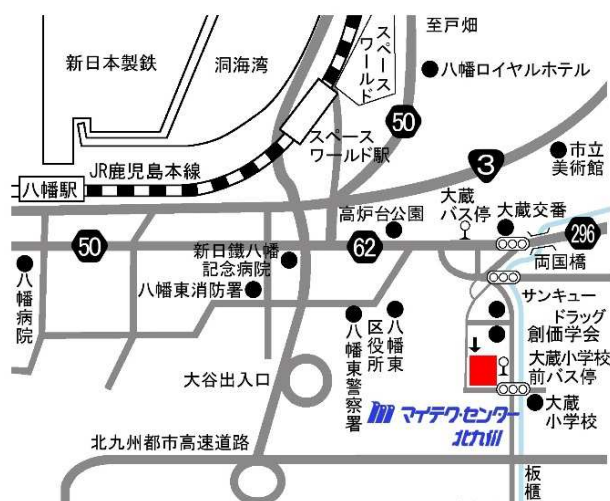 至戸畑
新日本製鉄
洞海湾
スペース
ワールド
八幡ロイヤルホテル
50
スペース
ワールド駅
JR鹿児島本線
八幡駅
3
市立
美術館
高炉台公園
大蔵
バス停
大蔵交番
50
新日鐵八幡
記念病院
62
296
両国橋
八幡病院
八幡東消防署
サンキュー
ドラッグ
創価学会
八幡東警察署
八幡東
区役所
大蔵小学校
前バス停
大谷出入口
マイテク・センター
北九州
大蔵
小学校
北九州都市高速道路
板櫃